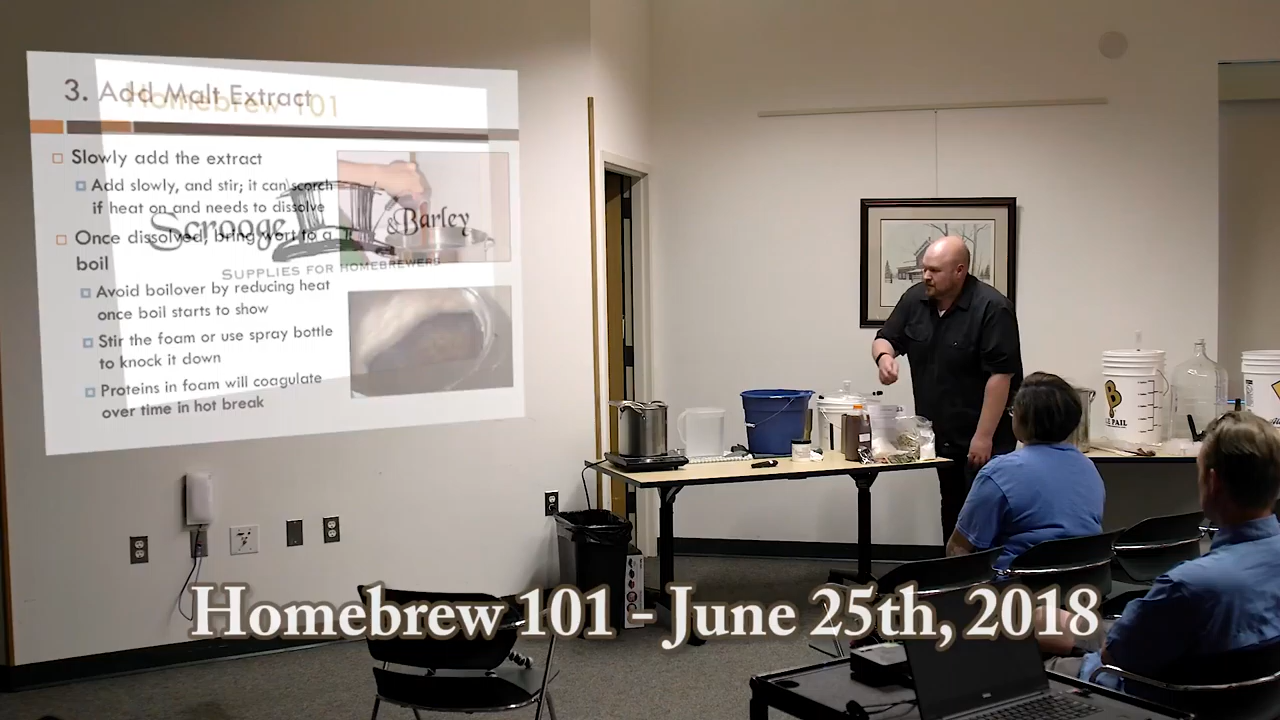 3. Add Malt Extract
Homebrew 101
Slowly add the extract
Add slowly, and stir; it can scorch
if heat on and needs to dissolve
Scrooge & Barley
Once dissolved, bring wort to a
boil
SUPPLIES FOR HOMEBREWERS
Avoid boilover by reducing heat
once boil starts to show
Stir the foam or use spray bottle
to knock it down
Proteins in foam will coagulate
over time in hot break
PAIL
Homebrew 101 - June 25th, 2018